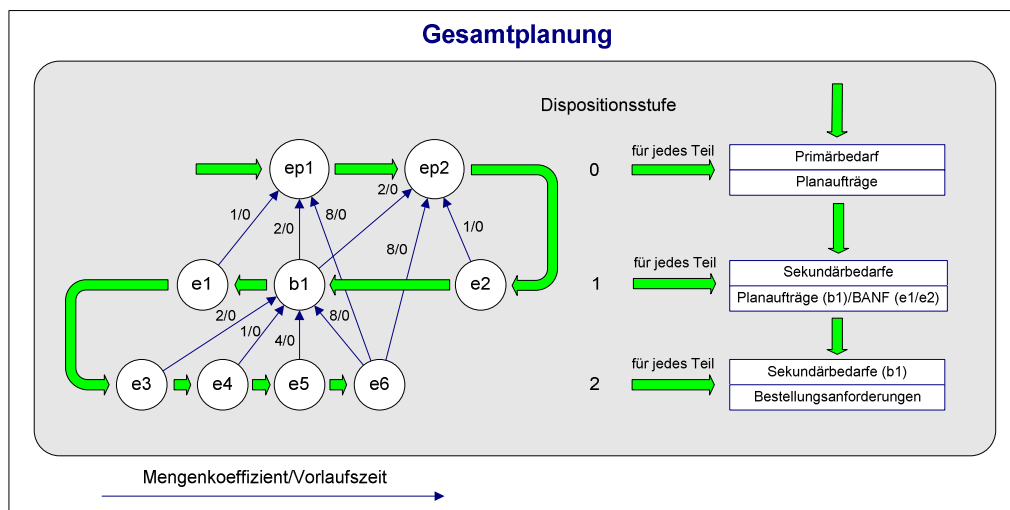 Gesamtplanung
Dispositionsstufe
ep1
ep2
0
für jedes Teil
Primärbedarf
Planaufträge
1/0
2/0
8/0
2/0
8/0
1/0
e1
b1
e2
1
für jedes Teil
Sekundärbedarfe
Planaufträge (b1)/BANF (e1/e2)
2/0
1/0
4/0
8/0
e3
e4
e5
e6
2
für jedes Teil
Sekundärbedarfe (b1)
Bestellungsanforderungen
Mengenkoeffizient/Vorlaufszeit